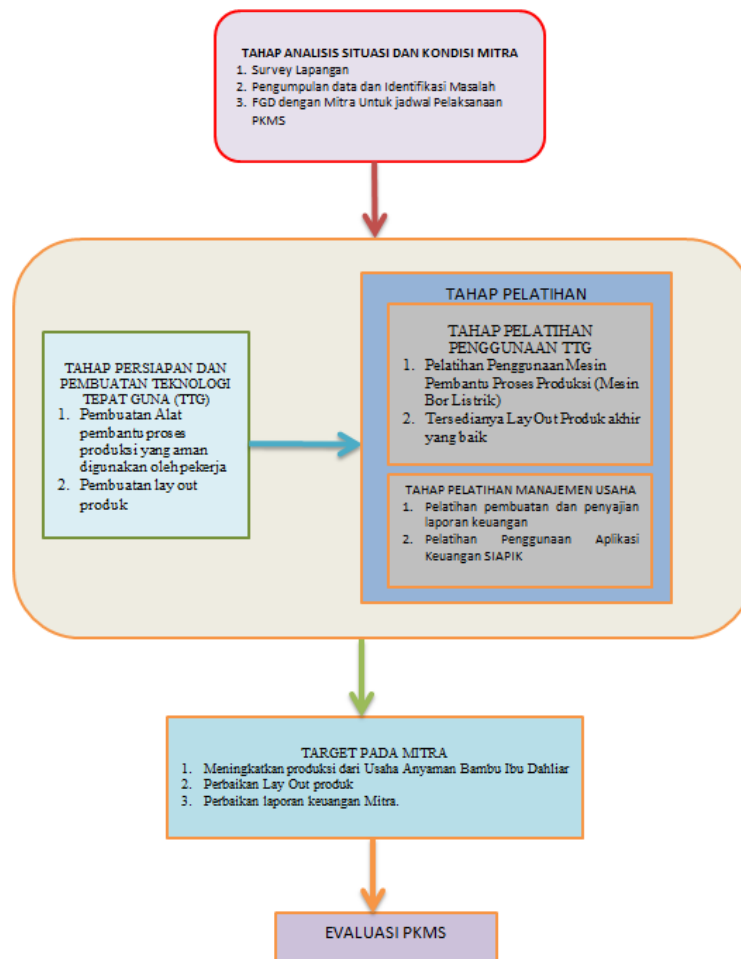 TAHAP ANALISIS SITUASI DAN KONDISI MITRA
1. Survey Lapangan
2. Pengumpulan data dan Identifikasi Masalah
3. FGD dengan Mitra Untuk jadwal Pelaksanaan
PKMS
TAHAP PERSIAPAN DAN
PEMBUATAN TEKNOLOGI
TEPAT GUNA (TTG)
1. Pembuatan Alat
pembantu proses
produksi yang aman
digunakan oleh pekerja
2. Pembuatan lay out
produk
TAHAP PELATIHAN
TAHAP PELATIHAN
PENGGUNAAN TTG
1. Pelatihan Penggunaan Mesin
Pembantu Proses Produksi (Mesin
Bor Listrik)
2. Tersedianya Lay Out Produk akhir
yang baik
TAHAP PELATIHAN MANAJEMEN USAHA
1. Pelatihan pembuatan dan penyajian
laporan keuangan
2. Pelatihan Penggunaan Aplikasi
Keuangan SIAPIK
TARGET PADA MITRA
1. Meningkatkan produksi dari Usaha Anyaman Bambu Ibu Dahliar
2. Perbaikan Lay Out produk
3. Perbaikan laporan keuangan Mitra.
EVALUASI PKMS